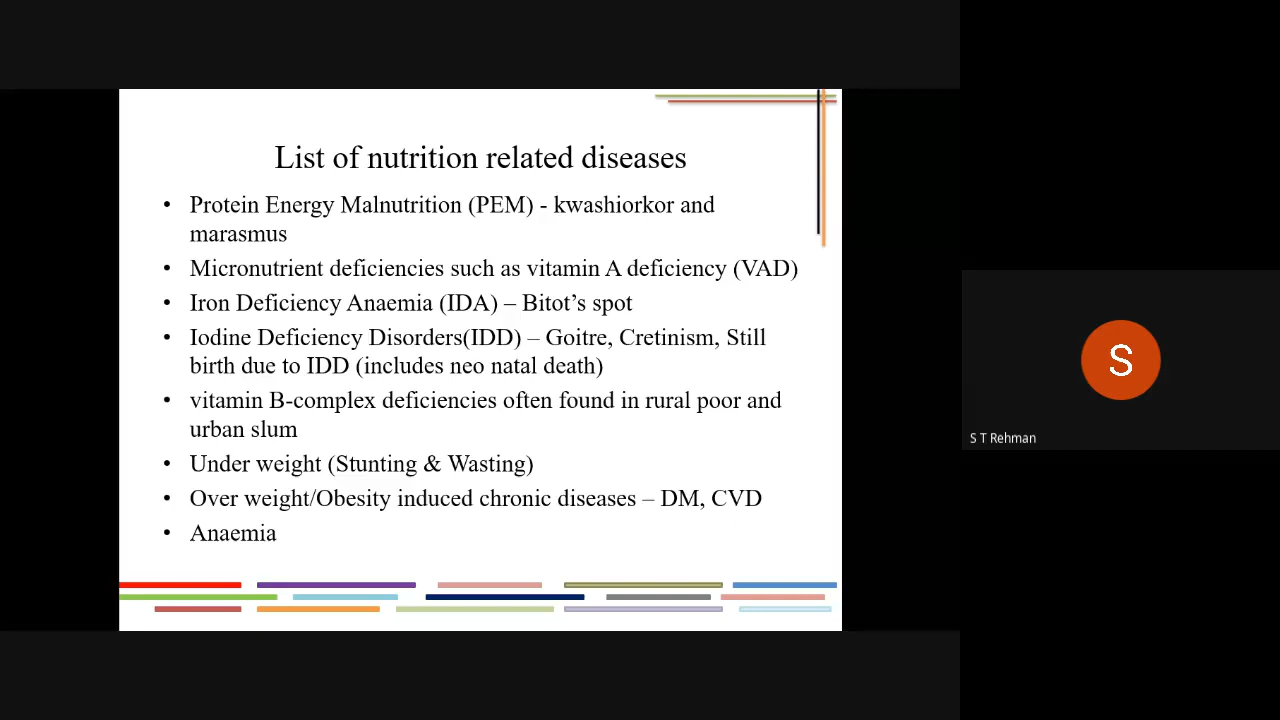 List of nutrition related diseases
• Protein Energy Malnutrition (PEM) - kwashiorkor and
marasmus
• Micronutrient deficiencies such as vitamin A deficiency (VAD)
• Iron Deficiency Anaemia (IDA) – Bitot’s spot
• Iodine Deficiency Disorders(IDD) – Goitre, Cretinism, Still
birth due to IDD (includes neo natal death)
• vitamin B-complex deficiencies often found in rural poor and
urban slum
• Under weight (Stunting & Wasting)
• Over weight/Obesity induced chronic diseases – DM, CVD
• Anaemia
S
S T Rehman